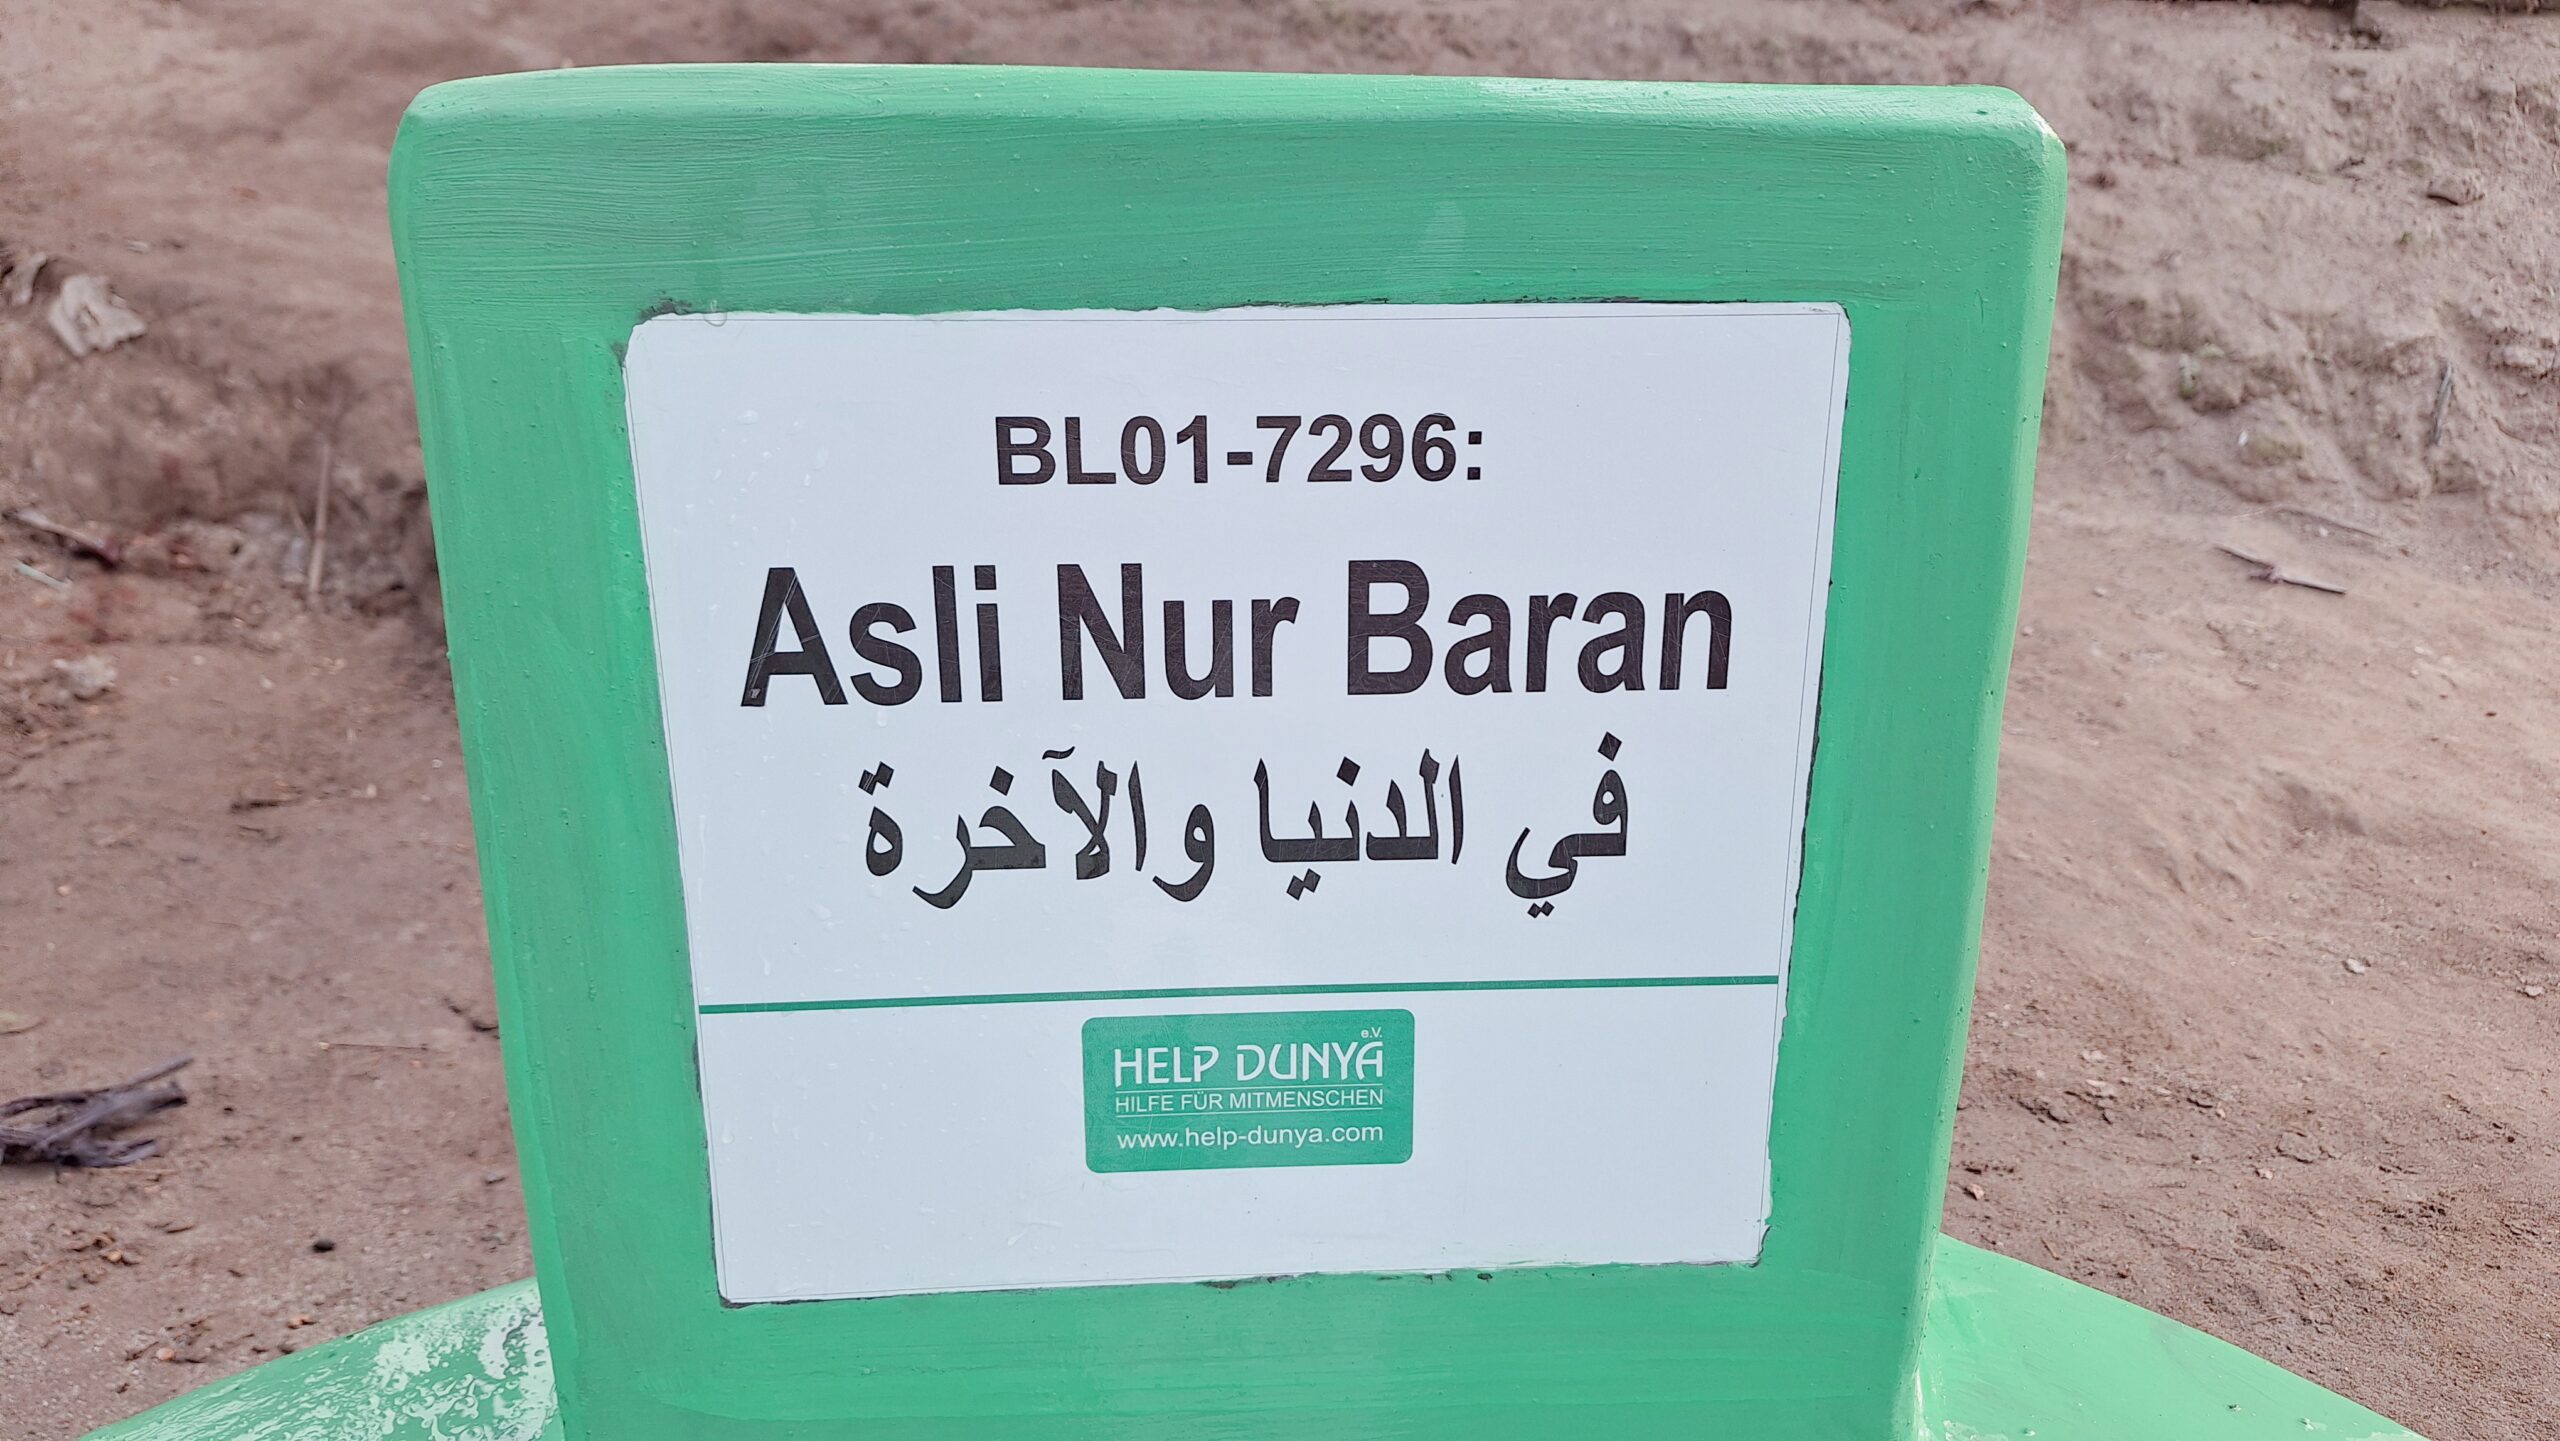 BL01-7296:
Asli Nur Baran
في الدنيا والآخرة
HELP DUNYA e.V.
HILFE FÜR MITMENSCHEN
www.help-dunya.com